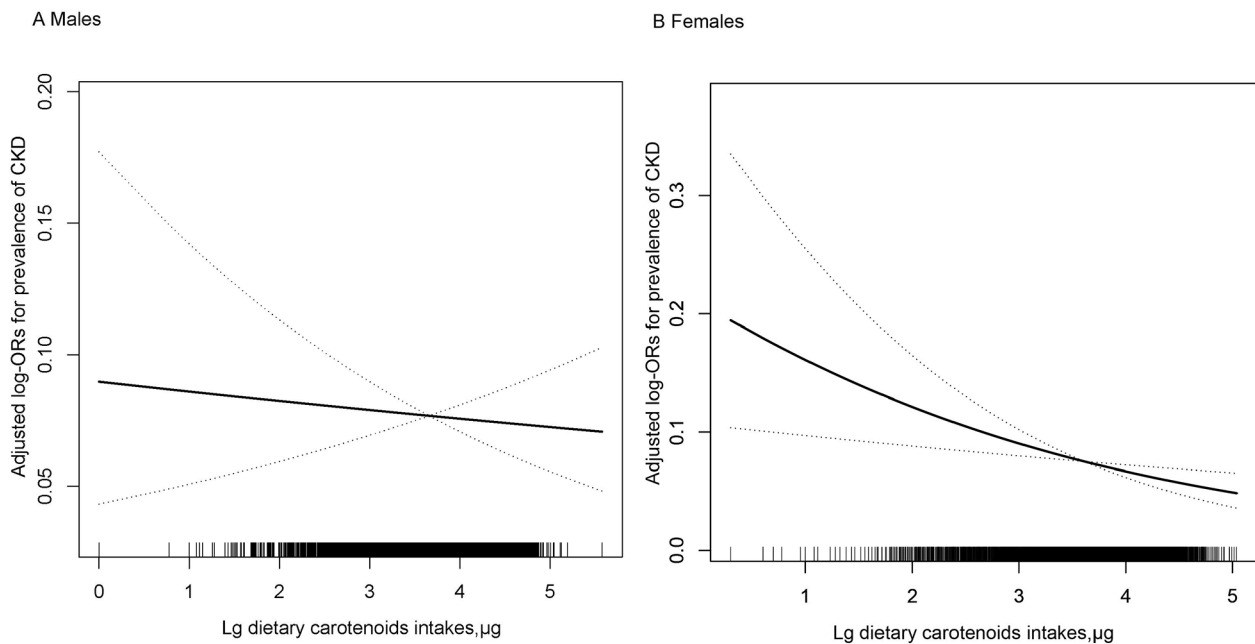 A Males
Adjusted log-ORs for prevalence of CKD
0.20
0.15
0.10
0.05
0 1 2 3 4 5
Lg dietary carotenoids intakes,µg
B Females
Adjusted log-ORs for prevalence of CKD
0.3
0.2
0.1
0.0
1 2 3 4 5
Lg dietary carotenoids intakes,µg